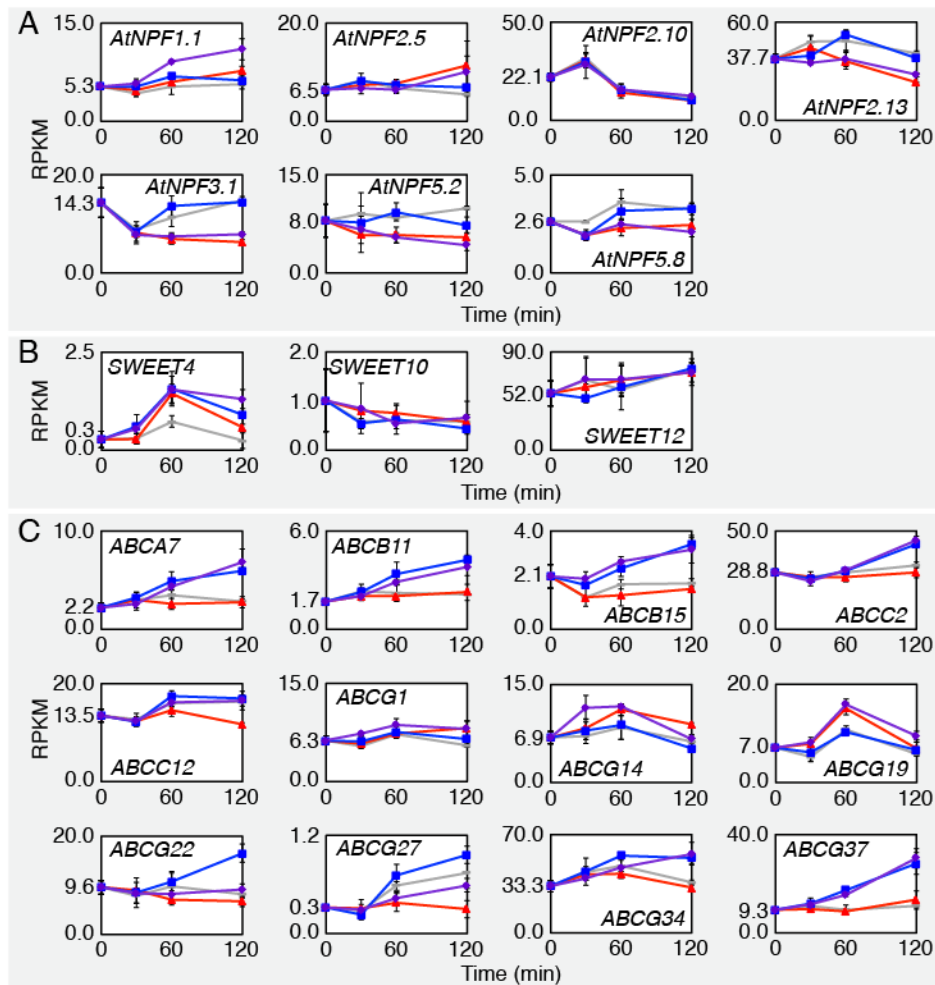 A
AtNPF1.1 AtNPF2.5 AtNPF2.10 AtNPF2.13
15.0 20.0 50.0 60.0
5.3 6.5 22.1 37.7
0.0 0.0 0.0 0.0
0 60 120 0 60 120 0 60 120 0 60 120
RPKM
AtNPF3.1 AtNPF5.2 AtNPF5.8
20.0 15.0 5.0
14.3 8.0 2.6
0.0 0.0 0.0
0 60 120 0 60 120 0 60 120
Time (min)
B
SWEET4 SWEET10 SWEET12
2.5 2.0 90.0
0.3 1.0 52.0
0.0 0.0 0.0
0 60 120 0 60 120 0 60 120
RPKM
Time (min)
C
ABCA7 ABCB11 ABCB15 ABCC2
10.0 6.0 4.0 50.0
2.2 1.7 2.1 28.8
0.0 0.0 0.0 0.0
0 60 120 0 60 120 0 60 120 0 60 120
RPKM
ABCC12 ABCG1 ABCG14 ABCG19
20.0 15.0 15.0 20.0
13.5 6.3 6.9 7.0
0.0 0.0 0.0 0.0
0 60 120 0 60 120 0 60 120 0 60 120
ABCG22 ABCG27 ABCG34 ABCG37
20.0 1.2 70.0 40.0
9.6 0.3 33.3 9.3
0.0 0.0 0.0 0.0
0 60 120 0 60 120 0 60 120 0 60 120
Time (min) Time (min)